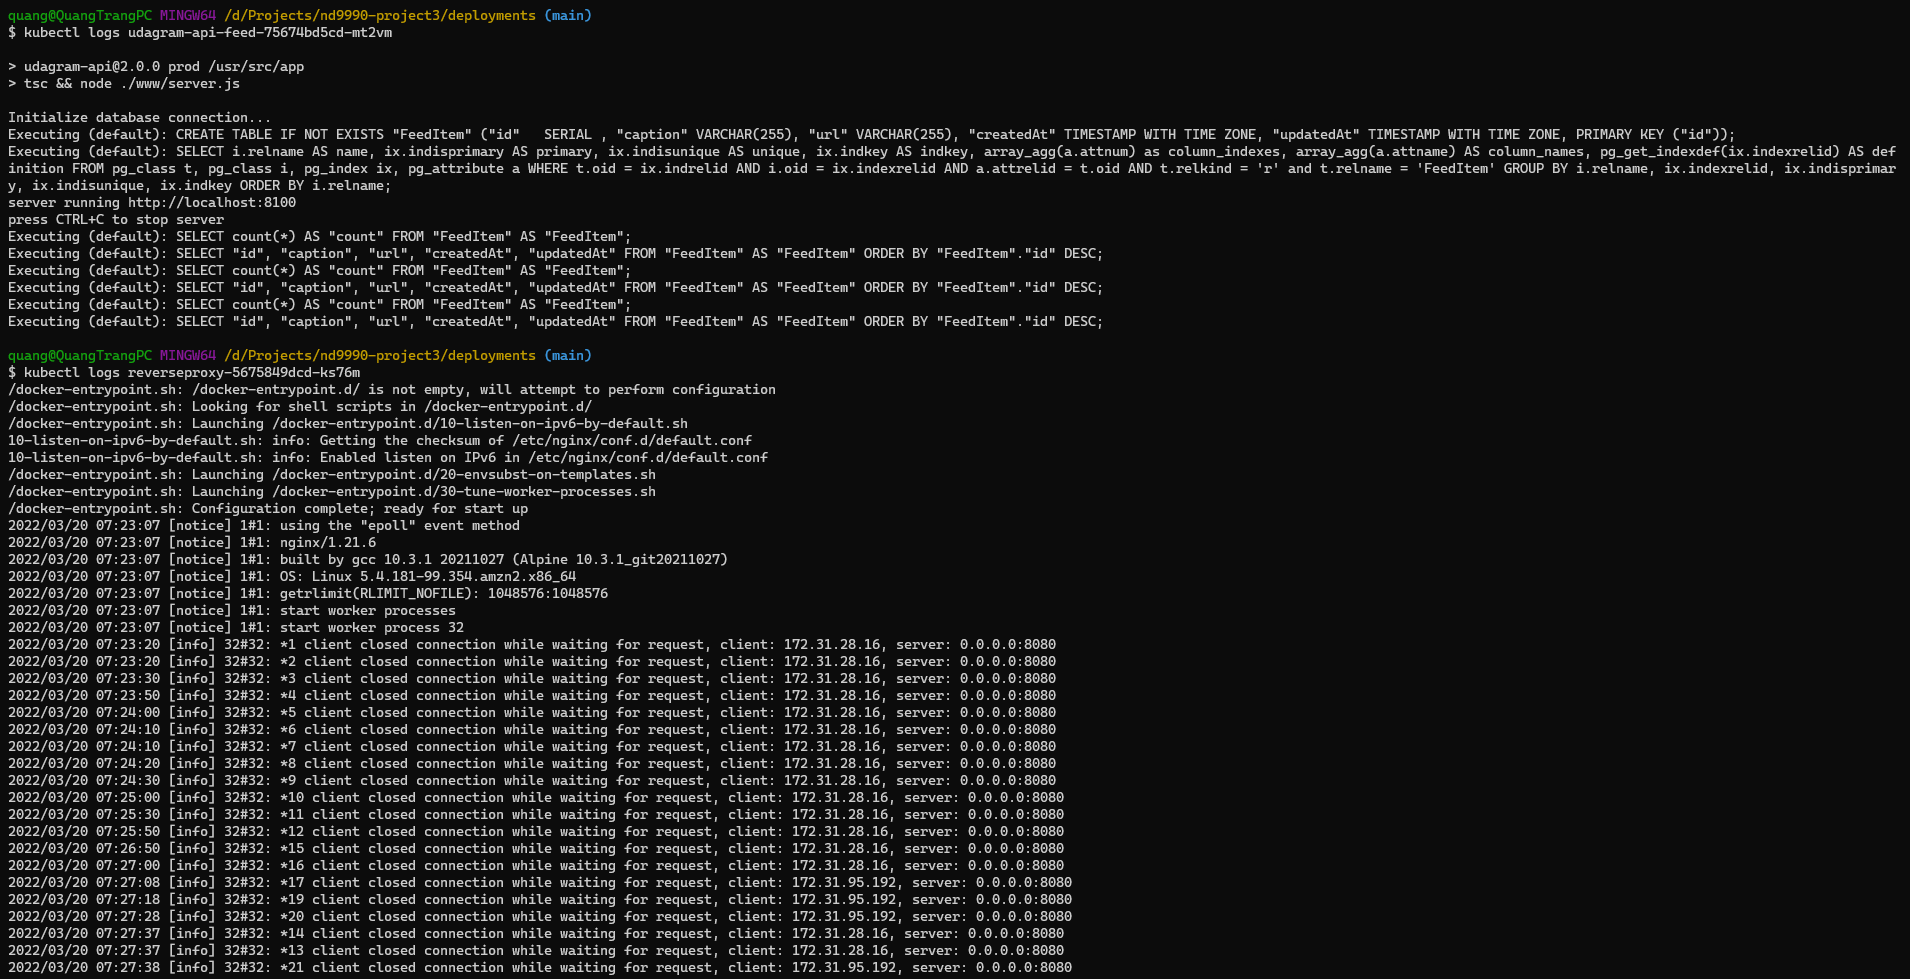 quang@QuangTrangPC MINGW64 /d/Projects/nd9990-project3/deployments (main)
$ kubectl logs udagram-api-feed-75674bd5cd-mt2vm
> udagram-api@2.0.0 prod /usr/src/app
> tsc && node ./www/server.js
Initialize database connection...
Executing (default): CREATE TABLE IF NOT EXISTS "FeedItem" ("id"   SERIAL , "caption" VARCHAR(255), "url" VARCHAR(255), "createdAt" TIMESTAMP WITH TIME ZONE, "updatedAt" TIMESTAMP WITH TIME ZONE, PRIMARY KEY ("id"));
Executing (default): SELECT i.relname AS name, ix.indisprimary AS primary, ix.indisunique AS unique, ix.indkey AS indkey, array_agg(a.attnum) as column_indexes, array_agg(a.attname) AS column_names, pg_get_indexdef(ix.indexrelid) AS def
inition FROM pg_class t, pg_class i, pg_index ix, pg_attribute a WHERE t.oid = ix.indrelid AND i.oid = ix.indexrelid AND a.attrelid = t.oid AND t.relkind = 'r' and t.relname = 'FeedItem' GROUP BY i.relname, ix.indexrelid, ix.indisprimar
y, ix.indisunique, ix.indkey ORDER BY i.relname;
server running http://localhost:8100
press CTRL+C to stop server
Executing (default): SELECT count(*) AS "count" FROM "FeedItem" AS "FeedItem";
Executing (default): SELECT "id", "caption", "url", "createdAt", "updatedAt" FROM "FeedItem" AS "FeedItem" ORDER BY "FeedItem"."id" DESC;
Executing (default): SELECT count(*) AS "count" FROM "FeedItem" AS "FeedItem";
Executing (default): SELECT "id", "caption", "url", "createdAt", "updatedAt" FROM "FeedItem" AS "FeedItem" ORDER BY "FeedItem"."id" DESC;
Executing (default): SELECT count(*) AS "count" FROM "FeedItem" AS "FeedItem";
Executing (default): SELECT "id", "caption", "url", "createdAt", "updatedAt" FROM "FeedItem" AS "FeedItem" ORDER BY "FeedItem"."id" DESC;
quang@QuangTrangPC MINGW64 /d/Projects/nd9990-project3/deployments (main)
$ kubectl logs reverseproxy-5675849dcd-ks76m
/docker-entrypoint.sh: /docker-entrypoint.d/ is not empty, will attempt to perform configuration
/docker-entrypoint.sh: Looking for shell scripts in /docker-entrypoint.d/
/docker-entrypoint.sh: Launching /docker-entrypoint.d/10-listen-on-ipv6-by-default.sh
10-listen-on-ipv6-by-default.sh: info: Getting the checksum of /etc/nginx/conf.d/default.conf
10-listen-on-ipv6-by-default.sh: info: Enabled listen on IPv6 in /etc/nginx/conf.d/default.conf
/docker-entrypoint.sh: Launching /docker-entrypoint.d/20-envsubst-on-templates.sh
/docker-entrypoint.sh: Launching /docker-entrypoint.d/30-tune-worker-processes.sh
/docker-entrypoint.sh: Configuration complete; ready for start up
2022/03/20 07:23:07 [notice] 1#1: using the "epoll" event method
2022/03/20 07:23:07 [notice] 1#1: nginx/1.21.6
2022/03/20 07:23:07 [notice] 1#1: built by gcc 10.3.1 20211027 (Alpine 10.3.1_git20211027)
2022/03/20 07:23:07 [notice] 1#1: OS: Linux 5.4.181-99.354.amzn2.x86_64
2022/03/20 07:23:07 [notice] 1#1: getrlimit(RLIMIT_NOFILE): 1048576:1048576
2022/03/20 07:23:07 [notice] 1#1: start worker processes
2022/03/20 07:23:07 [notice] 1#1: start worker process 32
2022/03/20 07:23:20 [info] 32#32: *1 client closed connection while waiting for request, client: 172.31.28.16, server: 0.0.0.0:8080
2022/03/20 07:23:20 [info] 32#32: *2 client closed connection while waiting for request, client: 172.31.28.16, server: 0.0.0.0:8080
2022/03/20 07:23:30 [info] 32#32: *3 client closed connection while waiting for request, client: 172.31.28.16, server: 0.0.0.0:8080
2022/03/20 07:23:50 [info] 32#32: *4 client closed connection while waiting for request, client: 172.31.28.16, server: 0.0.0.0:8080
2022/03/20 07:24:00 [info] 32#32: *5 client closed connection while waiting for request, client: 172.31.28.16, server: 0.0.0.0:8080
2022/03/20 07:24:10 [info] 32#32: *6 client closed connection while waiting for request, client: 172.31.28.16, server: 0.0.0.0:8080
2022/03/20 07:24:10 [info] 32#32: *7 client closed connection while waiting for request, client: 172.31.28.16, server: 0.0.0.0:8080
2022/03/20 07:24:20 [info] 32#32: *8 client closed connection while waiting for request, client: 172.31.28.16, server: 0.0.0.0:8080
2022/03/20 07:24:30 [info] 32#32: *9 client closed connection while waiting for request, client: 172.31.28.16, server: 0.0.0.0:8080
2022/03/20 07:25:00 [info] 32#32: *10 client closed connection while waiting for request, client: 172.31.28.16, server: 0.0.0.0:8080
2022/03/20 07:25:30 [info] 32#32: *11 client closed connection while waiting for request, client: 172.31.28.16, server: 0.0.0.0:8080
2022/03/20 07:25:50 [info] 32#32: *12 client closed connection while waiting for request, client: 172.31.28.16, server: 0.0.0.0:8080
2022/03/20 07:26:50 [info] 32#32: *15 client closed connection while waiting for request, client: 172.31.28.16, server: 0.0.0.0:8080
2022/03/20 07:27:00 [info] 32#32: *16 client closed connection while waiting for request, client: 172.31.28.16, server: 0.0.0.0:8080
2022/03/20 07:27:08 [info] 32#32: *17 client closed connection while waiting for request, client: 172.31.95.192, server: 0.0.0.0:8080
2022/03/20 07:27:18 [info] 32#32: *19 client closed connection while waiting for request, client: 172.31.95.192, server: 0.0.0.0:8080
2022/03/20 07:27:28 [info] 32#32: *20 client closed connection while waiting for request, client: 172.31.95.192, server: 0.0.0.0:8080
2022/03/20 07:27:37 [info] 32#32: *14 client closed connection while waiting for request, client: 172.31.28.16, server: 0.0.0.0:8080
2022/03/20 07:27:37 [info] 32#32: *13 client closed connection while waiting for request, client: 172.31.28.16, server: 0.0.0.0:8080
2022/03/20 07:27:38 [info] 32#32: *21 client closed connection while waiting for request, client: 172.31.95.192, server: 0.0.0.0:8080